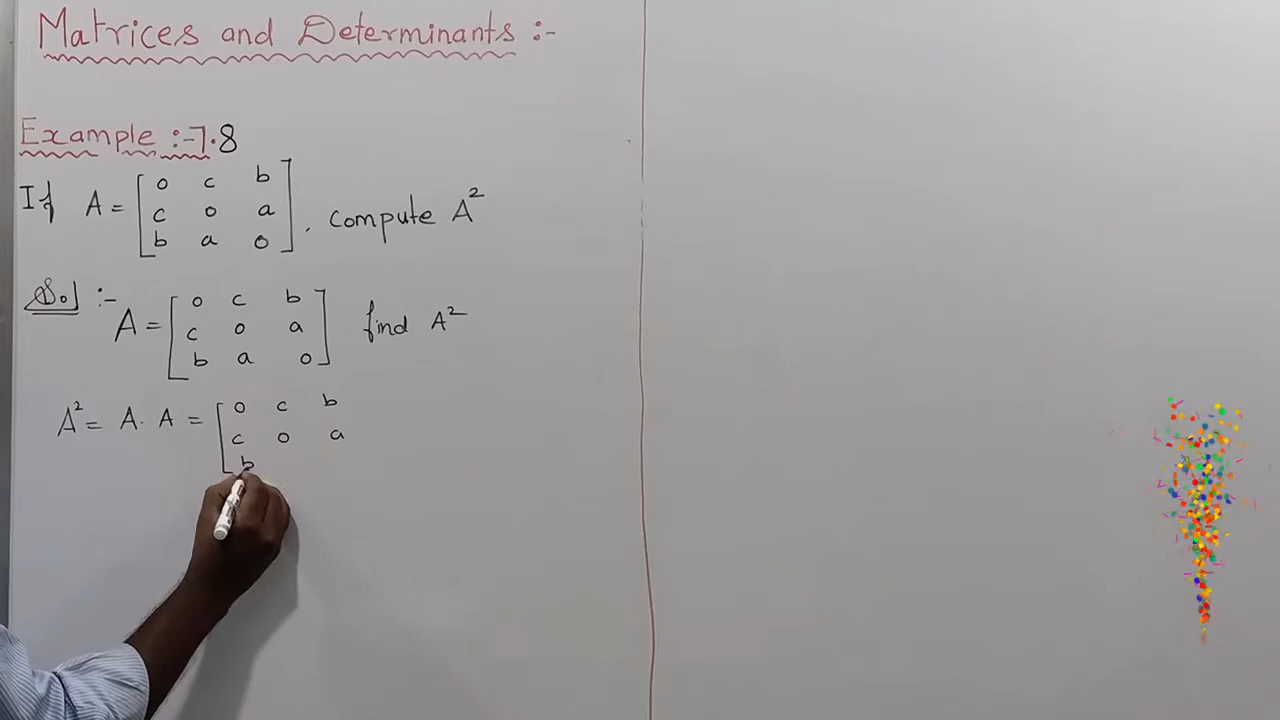 Matrices and Determinants :-
Example :-7.8
If A = [ 0 c b
c 0 a
b a 0 ] . compute A²
Sol :- A = [ 0 c b
c 0 a
b a 0 ] find A²
A² = A . A = [ 0 c b
c 0 a
b